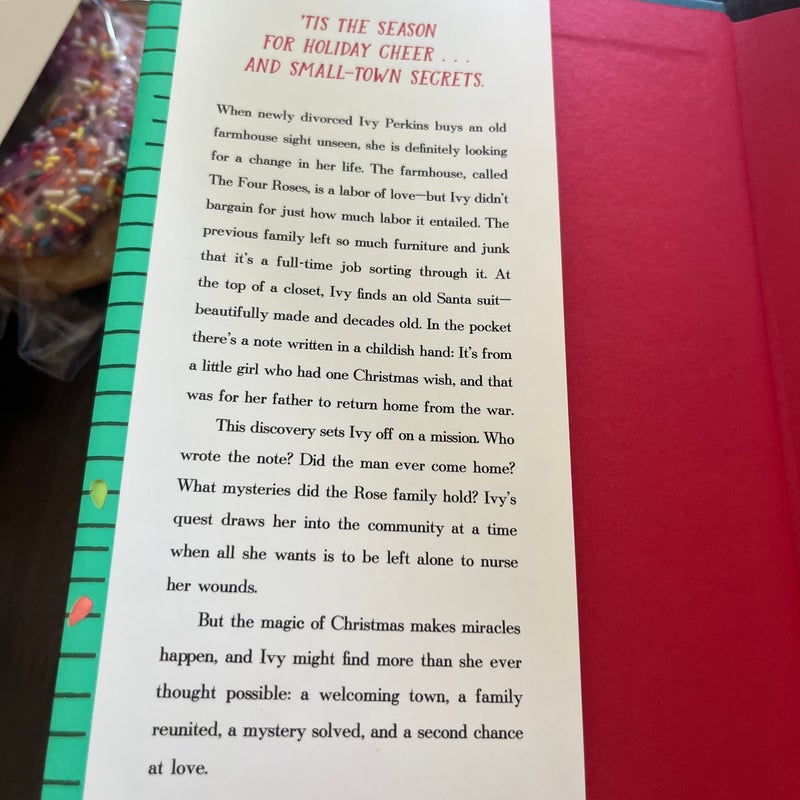 'TIS THE SEASON
FOR HOLIDAY CHEER . . .
AND SMALL-TOWN SECRETS.
When newly divorced Ivy Perkins buys an old
farmhouse sight unseen, she is definitely looking
for a change in her life. The farmhouse, called
The Four Roses, is a labor of love—but Ivy didn't
bargain for just how much labor it entailed. The
previous family left so much furniture and junk
that it's a full-time job sorting through it. At
the top of a closet, Ivy finds an old Santa suit—
beautifully made and decades old. In the pocket
there's a note written in a childish hand: It's from
a little girl who had one Christmas wish, and that
was for her father to return home from the war.
This discovery sets Ivy off on a mission. Who
wrote the note? Did the man ever come home?
What mysteries did the Rose family hold? Ivy's
quest draws her into the community at a time
when all she wants is to be left alone to nurse
her wounds.
But the magic of Christmas makes miracles
happen, and Ivy might find more than she ever
thought possible: a welcoming town, a family
reunited, a mystery solved, and a second chance
at love.